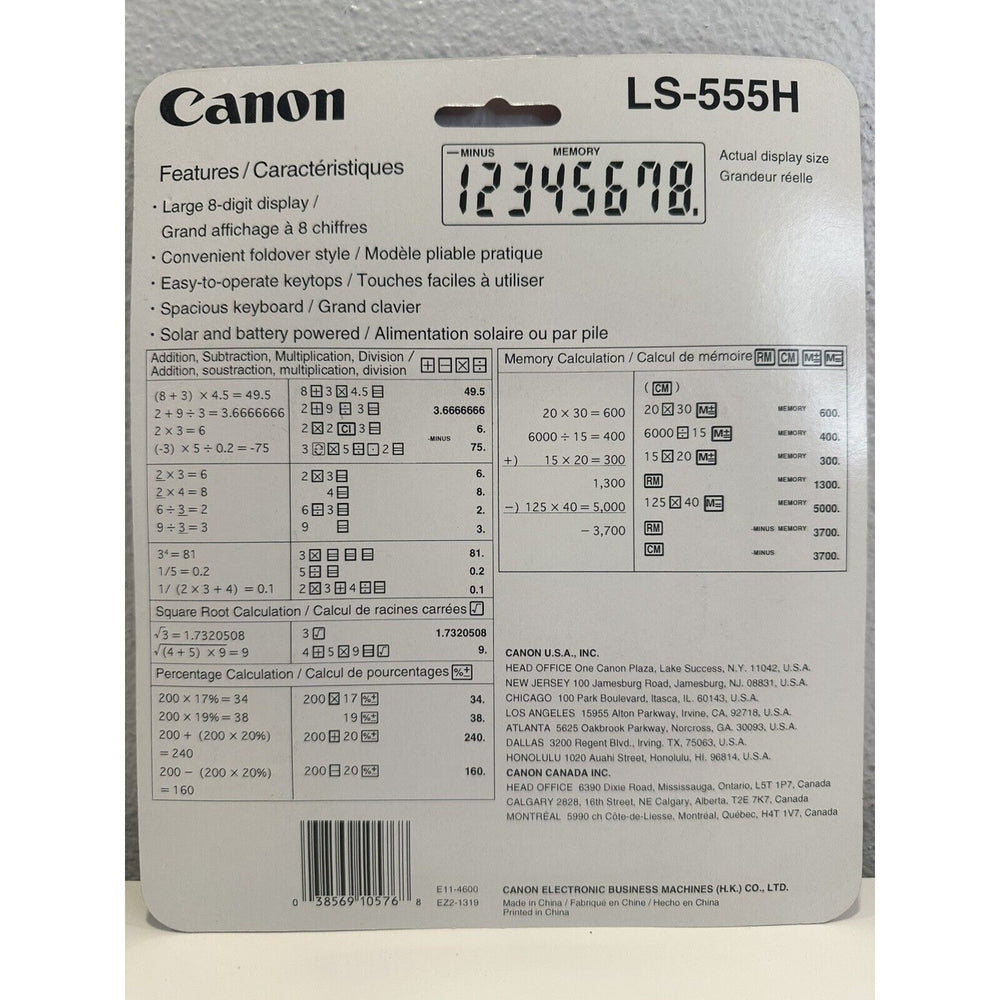 Canon
LS-555H
Features / Caractéristiques
—MINUS MEMORY
12345678.
Actual display size
Grandeur réelle
· Large 8-digit display /
Grand affichage à 8 chiffres
· Convenient foldover style / Modèle pliable pratique
· Easy-to-operate keytops / Touches faciles à utiliser
· Spacious keyboard / Grand clavier
· Solar and battery powered / Alimentation solaire ou par pile
Addition, Subtraction, Multiplication, Division /
Addition, soustraction, multiplication, division + − × ÷
(8 + 3) × 4.5 = 49.5 8 + 3 × 4.5 = 49.5
2 + 9 ÷ 3 = 3.6666666 2 + 9 ÷ 3 = 3.6666666
2 × 3 = 6 2 × 2 CI 3 = 6.
(-3) × 5 ÷ 0.2 = -75 3 × 5 ÷ · 2 = -MINUS 75.
2 × 3 = 6 2 × 3 = 6.
2 × 4 = 8 4 = 8.
6 ÷ 3 = 2 6 ÷ 3 = 2.
9 ÷ 3 = 3 9 = 3.
3⁴ = 81 3 × = = = 81.
1/5 = 0.2 5 ÷ = 0.2
1/ (2 × 3 + 4) = 0.1 2 × 3 + 4 ÷ = 0.1
Square Root Calculation / Calcul de racines carrées √
√3 = 1.7320508 3 √ 1.7320508
√(4 + 5) × 9 = 9 4 + 5 × 9 = √ 9.
Percentage Calculation / Calcul de pourcentages %±
200 × 17% = 34 200 × 17 %± 34.
200 × 19% = 38 19 %± 38.
200 + (200 × 20%) 200 + 20 %± 240.
= 240
200 − (200 × 20%) 200 − 20 %± 160.
= 160
Memory Calculation / Calcul de mémoire RM CM M± M=
( CM )
20 × 30 = 600 20 × 30 M± MEMORY 600.
6000 ÷ 15 = 400 6000 ÷ 15 M± MEMORY 400.
+) 15 × 20 = 300 15 × 20 M± MEMORY 300.
1,300 RM MEMORY 1300.
−) 125 × 40 = 5,000 125 × 40 M= MEMORY 5000.
− 3,700 RM -MINUS MEMORY 3700.
CM -MINUS 3700.
CANON U.S.A., INC.
HEAD OFFICE One Canon Plaza, Lake Success, N.Y. 11042, U.S.A.
NEW JERSEY 100 Jamesburg Road, Jamesburg, NJ. 08831, U.S.A.
CHICAGO 100 Park Boulevard, Itasca, IL. 60143, U.S.A.
LOS ANGELES 15955 Alton Parkway, Irvine, CA, 92718, U.S.A.
ATLANTA 5625 Oakbrook Parkway, Norcross, GA. 30093, U.S.A.
DALLAS 3200 Regent Blvd., Irving. TX, 75063, U.S.A.
HONOLULU 1020 Auahi Street, Honolulu, HI. 96814, U.S.A.
CANON CANADA INC.
HEAD OFFICE 6390 Dixie Road, Mississauga, Ontario, L5T 1P7, Canada
CALGARY 2828, 16th Street, NE Calgary, Alberta, T2E 7K7, Canada
MONTRÉAL 5990 ch Côte-de-Liesse, Montréal, Québec, H4T 1V7, Canada
0 38569 10576 8
E11-4600
EZ2-1319
CANON ELECTRONIC BUSINESS MACHINES (H.K.) CO., LTD.
Made in China / Fabriqué en Chine / Hecho en China
Printed in China